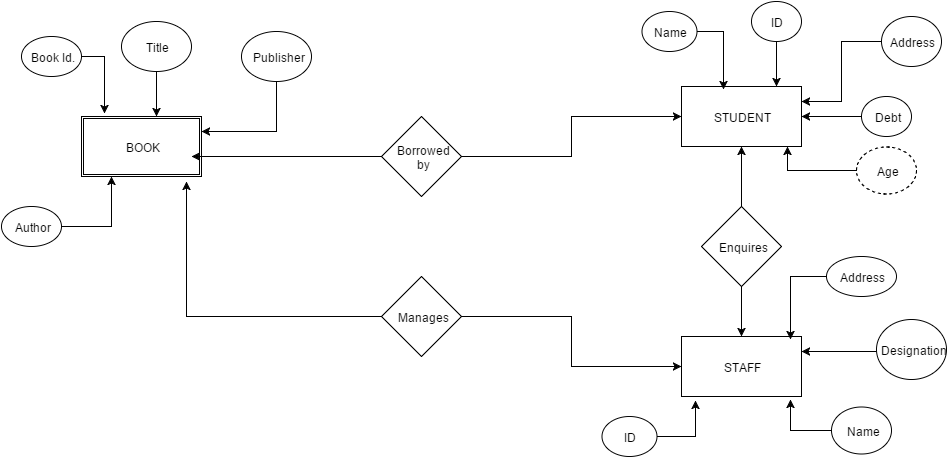 Name
ID
Address
Book Id.
Title
Publisher
BOOK
Borrowed
by
STUDENT
Debt
Age
Author
Enquires
Manages
Address
STAFF
Designation
ID
Name